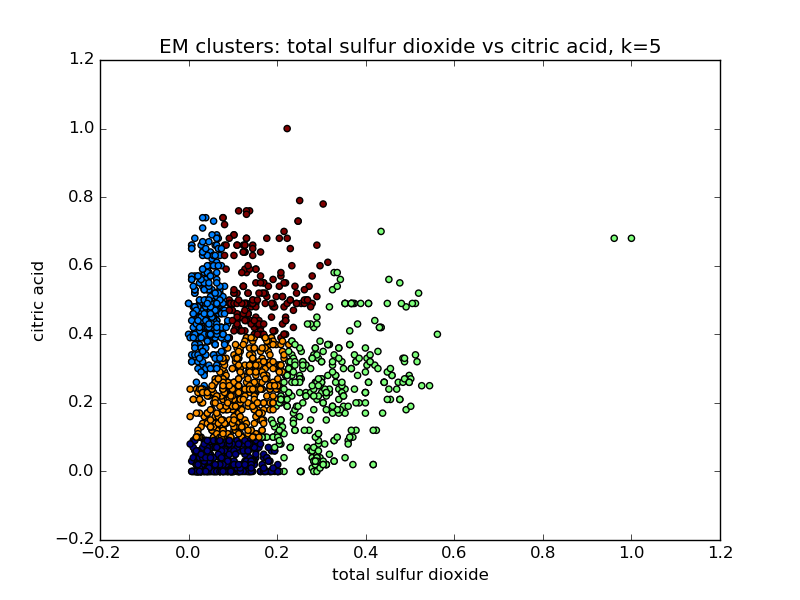 EM clusters: total sulfur dioxide vs citric acid, k=5
1.2
1.0
0.8
0.6
0.4
0.2
0.0
−0.2
citric acid
−0.2 0.0 0.2 0.4 0.6 0.8 1.0 1.2
total sulfur dioxide